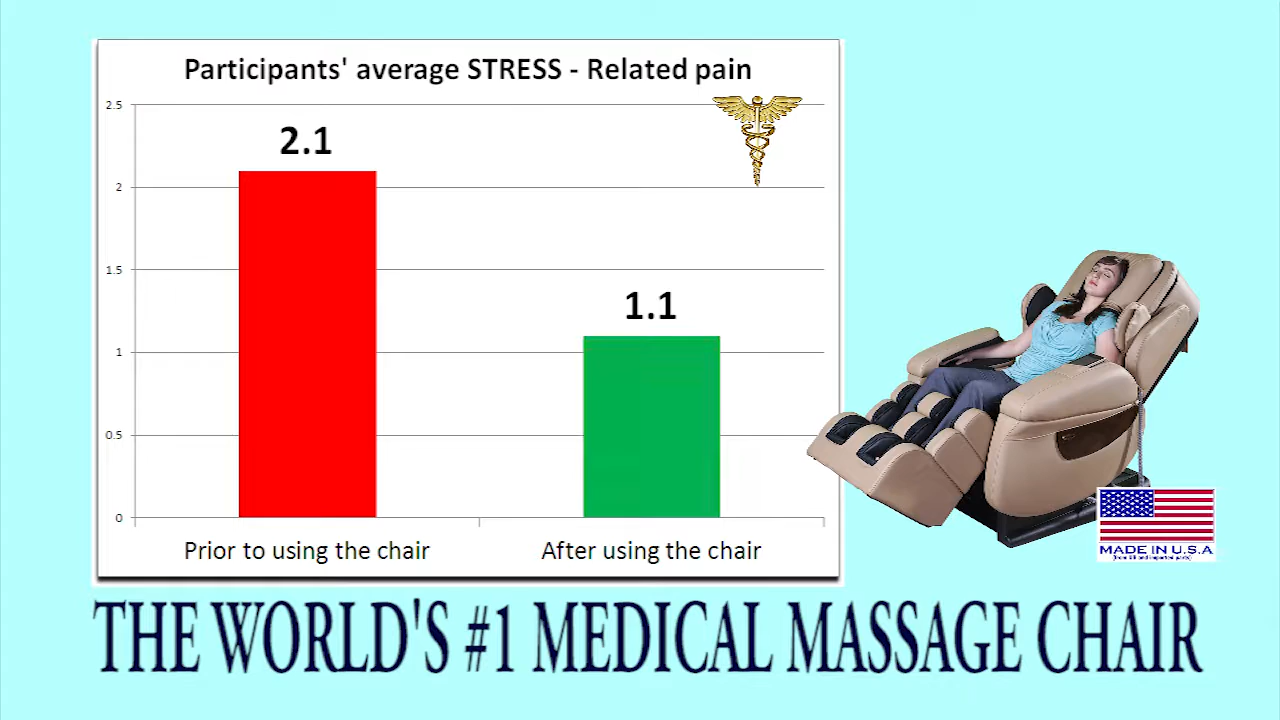 Participants' average STRESS - Related pain
2.5
2.1
2
1.5
1.1
1
0.5
0
Prior to using the chair After using the chair
MADE IN U.S.A
THE WORLD'S #1 MEDICAL MASSAGE CHAIR